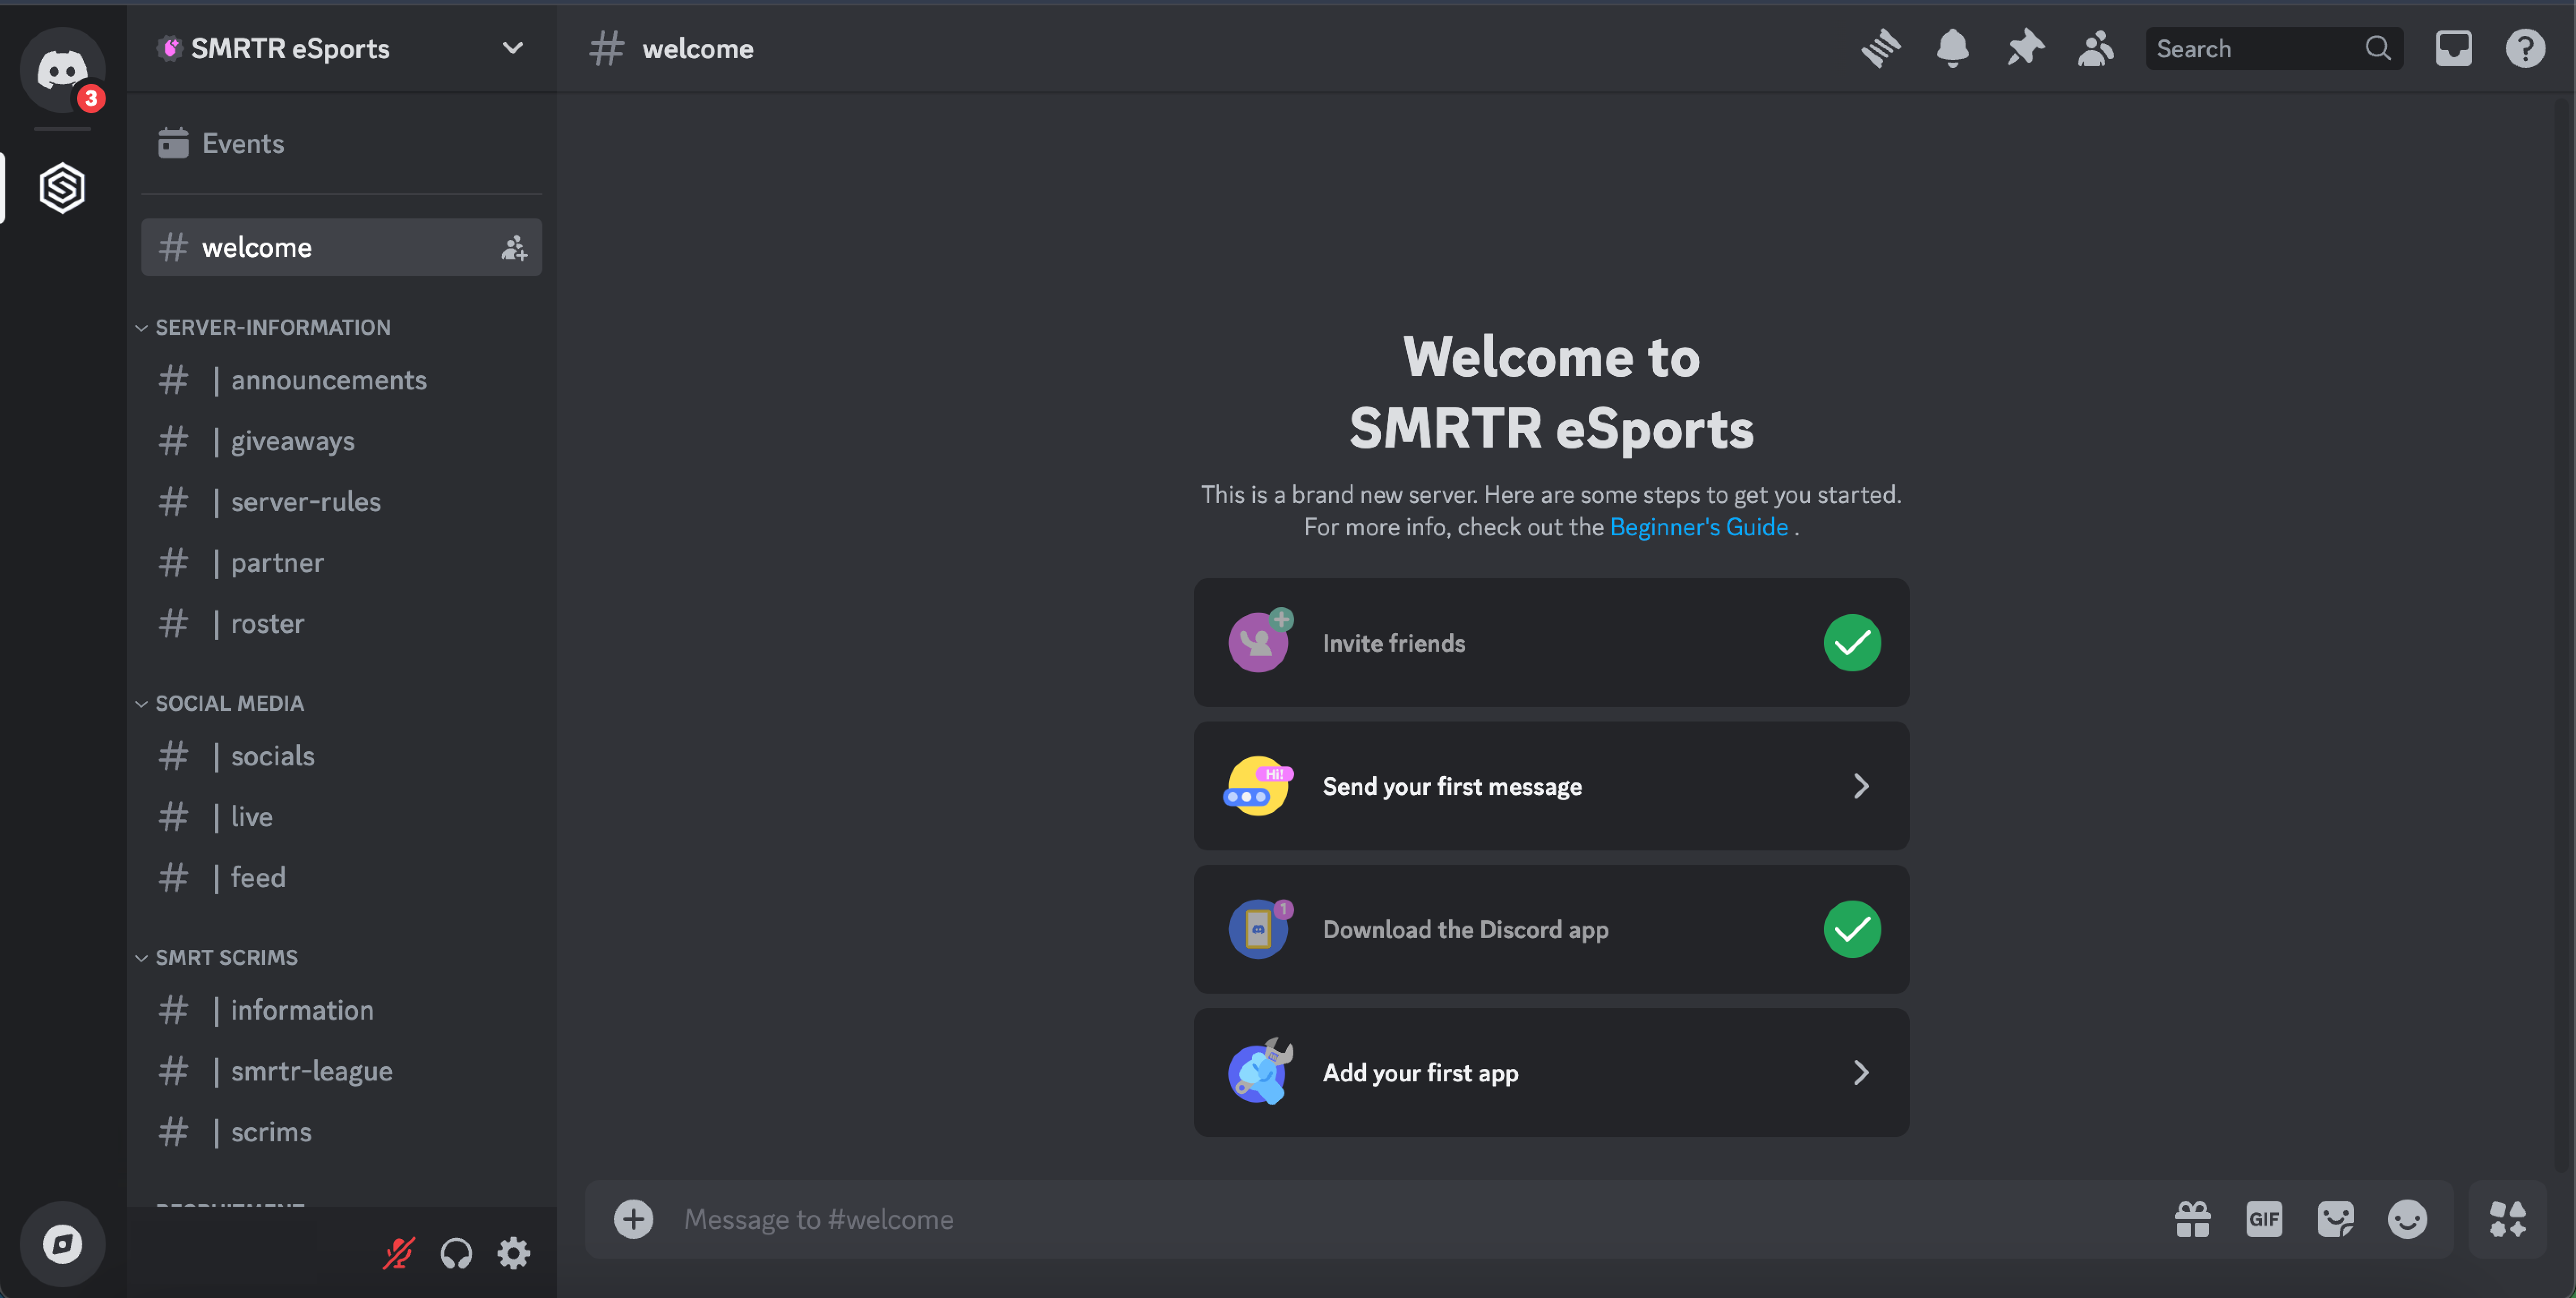 3
SMRTR eSports
Events
welcome
SERVER-INFORMATION
| announcements
| giveaways
| server-rules
| partner
| roster
SOCIAL MEDIA
| socials
| live
| feed
SMRT SCRIMS
| information
| smrtr-league
| scrims
RECRUITMENT
# welcome
Search
Welcome to
SMRTR eSports
This is a brand new server. Here are some steps to get you started.
For more info, check out the Beginner's Guide .
Invite friends
Hi!
Send your first message
1
Download the Discord app
Add your first app
Message to #welcome
GIF